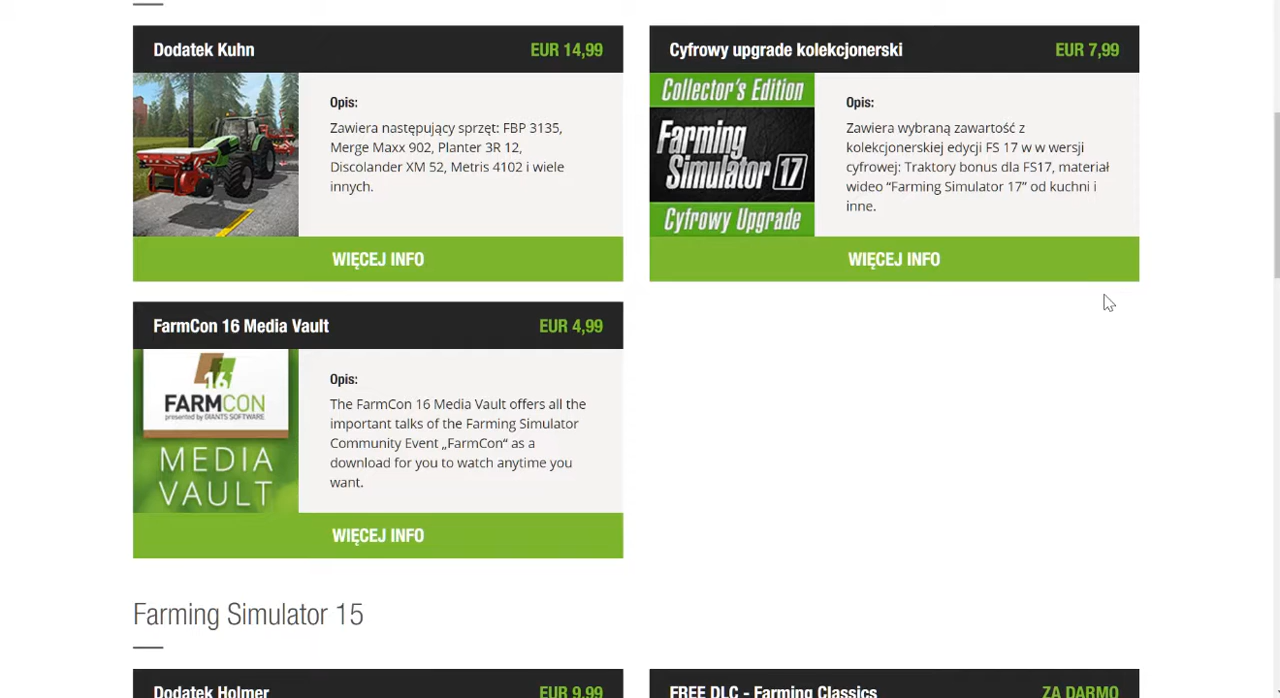 Dodatek Kuhn EUR 14,99
Opis:
Zawiera następujący sprzęt: FBP 3135,
Merge Maxx 902, Planter 3R 12,
Discolander XM 52, Metris 4102 i wiele
innych.
WIĘCEJ INFO
Cyfrowy upgrade kolekcjonerski EUR 7,99
Collector's Edition
Farming
Simulator 17
Cyfrowy Upgrade
Opis:
Zawiera wybraną zawartość z
kolekcjonerskiej edycji FS 17 w w wersji
cyfrowej: Traktory bonus dla FS17, materiał
wideo “Farming Simulator 17” od kuchni i
inne.
WIĘCEJ INFO
FarmCon 16 Media Vault EUR 4,99
16
FARMCON
presented by GIANTS SOFTWARE
MEDIA
VAULT
Opis:
The FarmCon 16 Media Vault offers all the
important talks of the Farming Simulator
Community Event „FarmCon“ as a
download for you to watch anytime you
want.
WIĘCEJ INFO
Farming Simulator 15
Dodatek Holmer EUR 9,99
FREE DLC - Farming Classics ZA DARMO